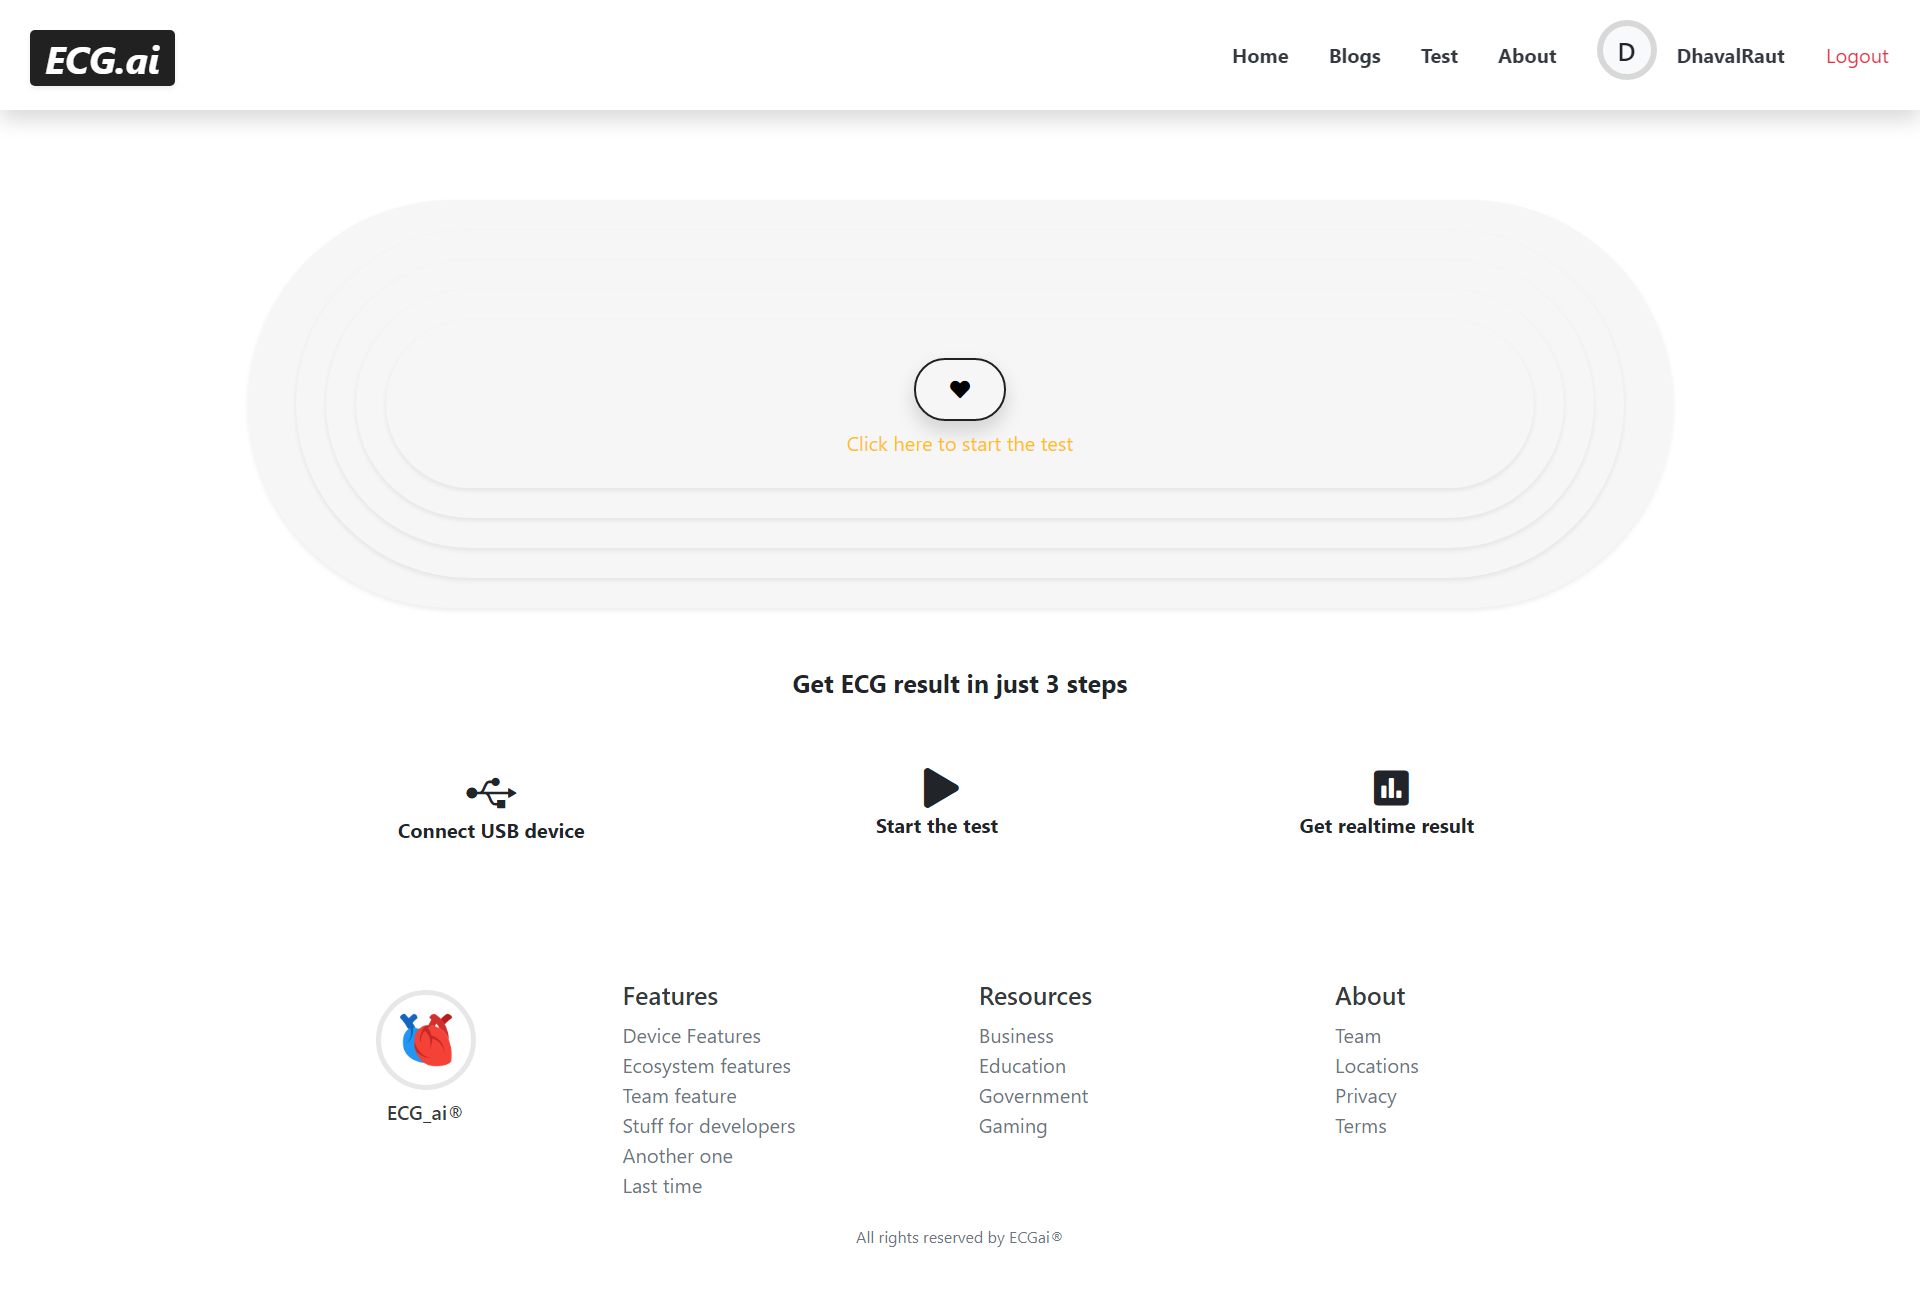 ECG.ai
Home Blogs Test About D DhavalRaut Logout
Click here to start the test
Get ECG result in just 3 steps
Connect USB device
Start the test
Get realtime result
ECG_ai®
Features
Device Features
Ecosystem features
Team feature
Stuff for developers
Another one
Last time
Resources
Business
Education
Government
Gaming
About
Team
Locations
Privacy
Terms
All rights reserved by ECGai®